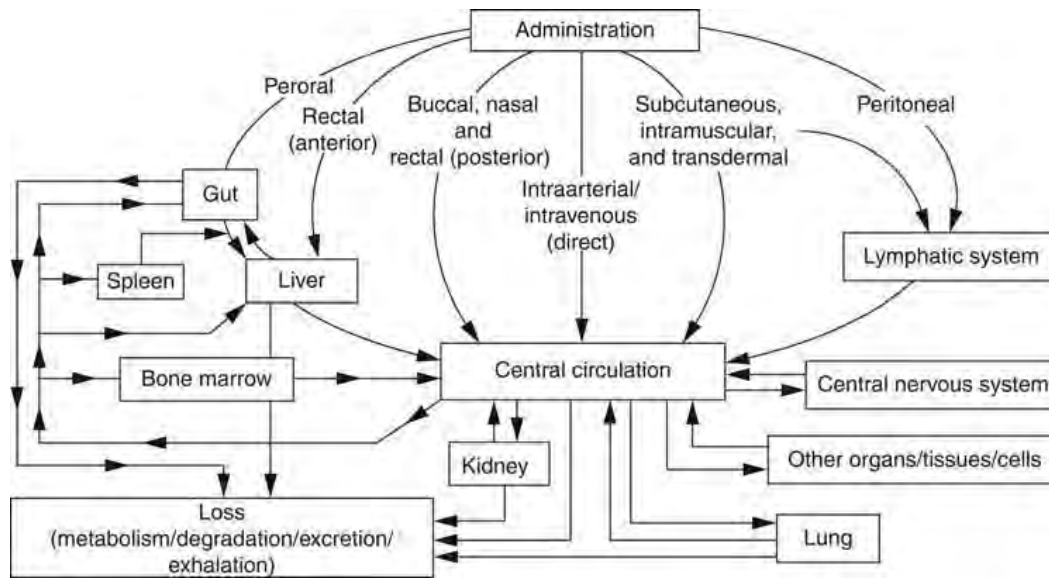 Administration
Peroral
Rectal
(anterior)
Buccal, nasal
and
rectal (posterior)
Intraarterial/
intravenous
(direct)
Subcutaneous,
intramuscular,
and transdermal
Peritoneal
Gut
Spleen
Liver
Lymphatic system
Bone marrow
Central circulation
Central nervous system
Kidney
Other organs/tissues/cells
Loss
(metabolism/degradation/excretion/
exhalation)
Lung